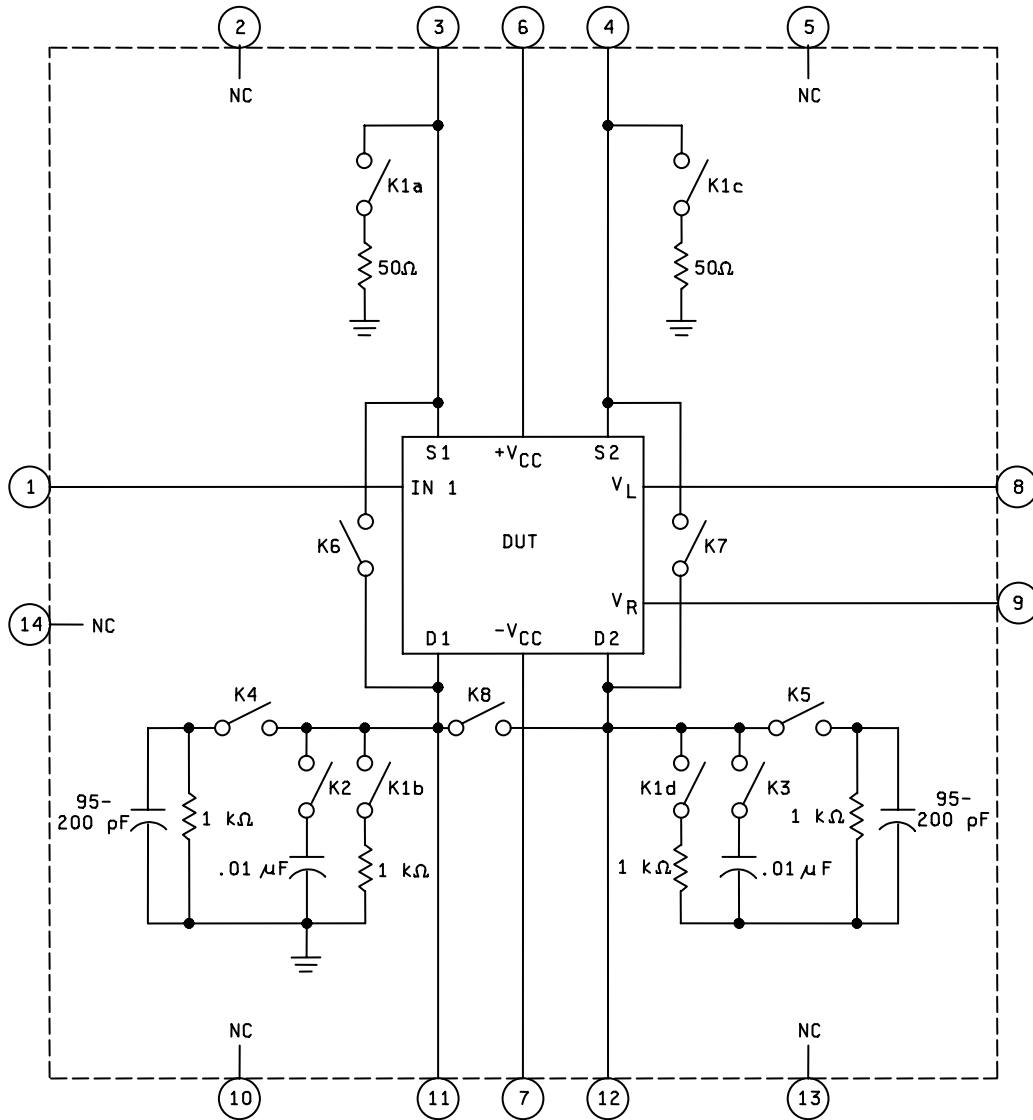 2 3 6 4 5
NC NC
K1a K1c
50Ω 50Ω
S1 +VCC S2
1 IN 1 VL 8
K6 DUT K7
VR 9
14 NC D1 -VCC D2
K4 K8 K5
95- K2 K1b K1d K3 95-
200 pF 1 kΩ 1 kΩ 200 pF
.01 μF 1 kΩ 1 kΩ .01 μF
NC NC
10 11 7 12 13